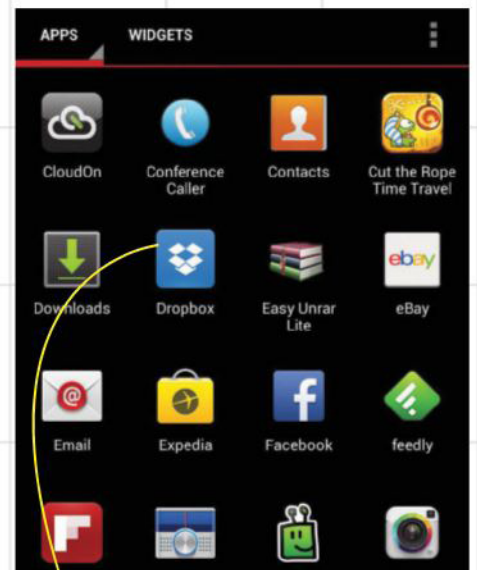 APPS WIDGETS
CloudOn Conference Caller Contacts Cut the Rope Time Travel
Downloads Dropbox Easy Unrar Lite ebay eBay
@ Email Expedia f Facebook feedly